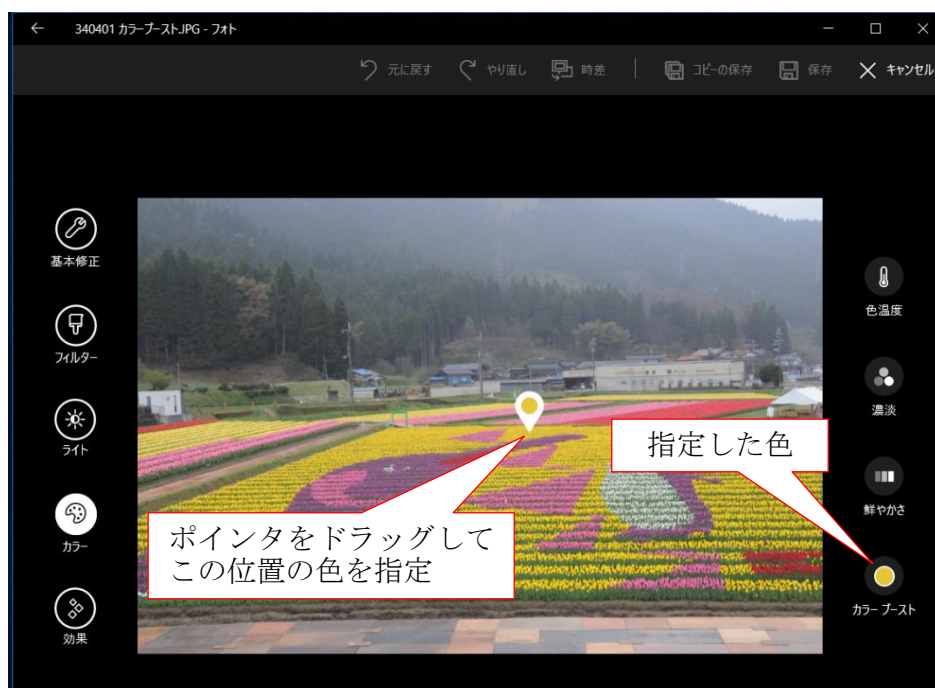 340401 カラーブーストJPG - フォト
元に戻す やり直し 時差 コピーの保存 保存 キャンセル
基本修正
フィルター
ライト
カラー
効果
色温度
濃淡
鮮やかさ
カラー ブースト
指定した色
ポインタをドラッグして
この位置の色を指定